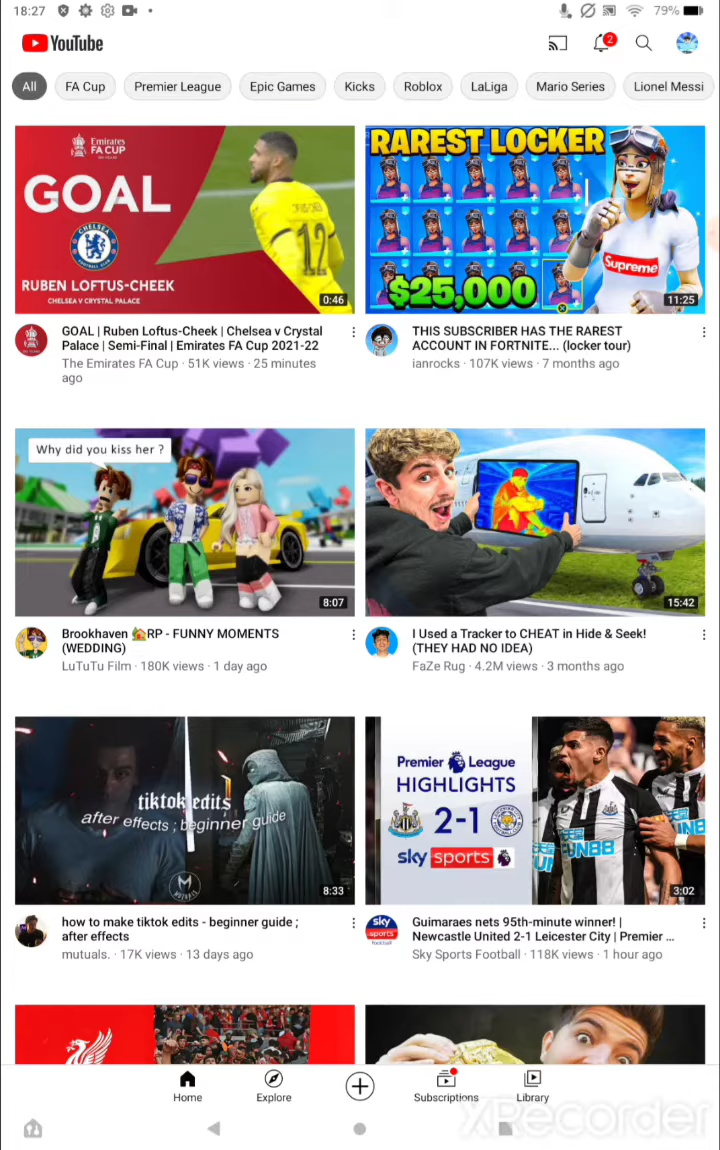 18:27
79%
YouTube
2
All
FA Cup
Premier League
Epic Games
Kicks
Roblox
LaLiga
Mario Series
Lionel Messi
Emirates
FA CUP
GOAL
CHELSEA
FOOTBALL CLUB
RUBEN LOFTUS-CHEEK
CHELSEA V CRYSTAL PALACE
12
0:46
RAREST LOCKER
Supreme
$25,000
11:25
GOAL | Ruben Loftus-Cheek | Chelsea v Crystal
Palace | Semi-Final | Emirates FA Cup 2021-22
The Emirates FA Cup · 51K views · 25 minutes
ago
THIS SUBSCRIBER HAS THE RAREST
ACCOUNT IN FORTNITE... (locker tour)
ianrocks · 107K views · 7 months ago
Why did you kiss her ?
8:07
15:42
Brookhaven 🏡RP - FUNNY MOMENTS
(WEDDING)
LuTuTu Film · 180K views · 1 day ago
I Used a Tracker to CHEAT in Hide & Seek!
(THEY HAD NO IDEA)
FaZe Rug · 4.2M views · 3 months ago
tiktok edits
after effects ; beginner guide
8:33
Premier League
HIGHLIGHTS
2-1
sky sports
FUN88
3:02
how to make tiktok edits - beginner guide ;
after effects
mutuals. · 17K views · 13 days ago
sky
sports
football
Guimaraes nets 95th-minute winner! |
Newcastle United 2-1 Leicester City | Premier ...
Sky Sports Football · 118K views · 1 hour ago
Home
Explore
Subscriptions
Library
XRecorder